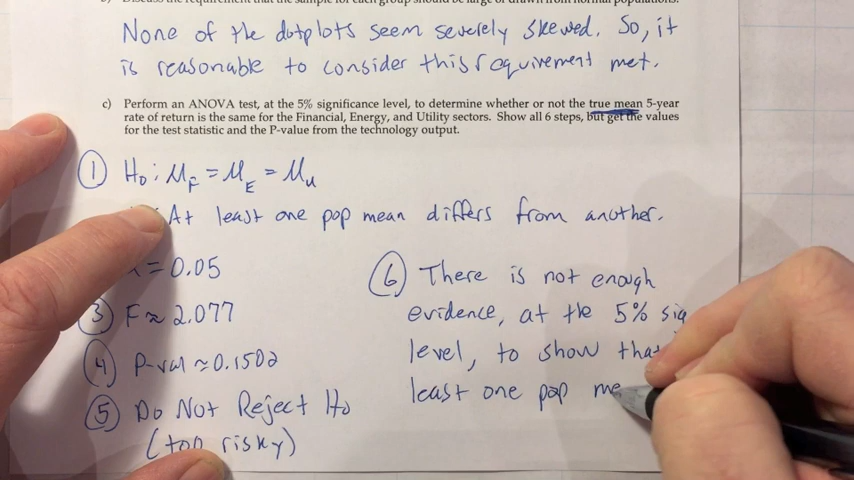 None of the dotplots seem severely skewed. So, it
is reasonable to consider this requirement met.
c) Perform an ANOVA test, at the 5% significance level, to determine whether or not the true mean 5-year
rate of return is the same for the Financial, Energy, and Utility sectors. Show all 6 steps, but get the values
for the test statistic and the P-value from the technology output.
① H₀: μ_F = μ_E = μ_u
At least one pop mean differs from another.
= 0.05
③ F ≈ 2.077
④ P-val ≈ 0.1502
⑤ Do Not Reject H₀
(too risky)
⑥ There is not enough
evidence, at the 5% sig
level, to show that
least one pop me